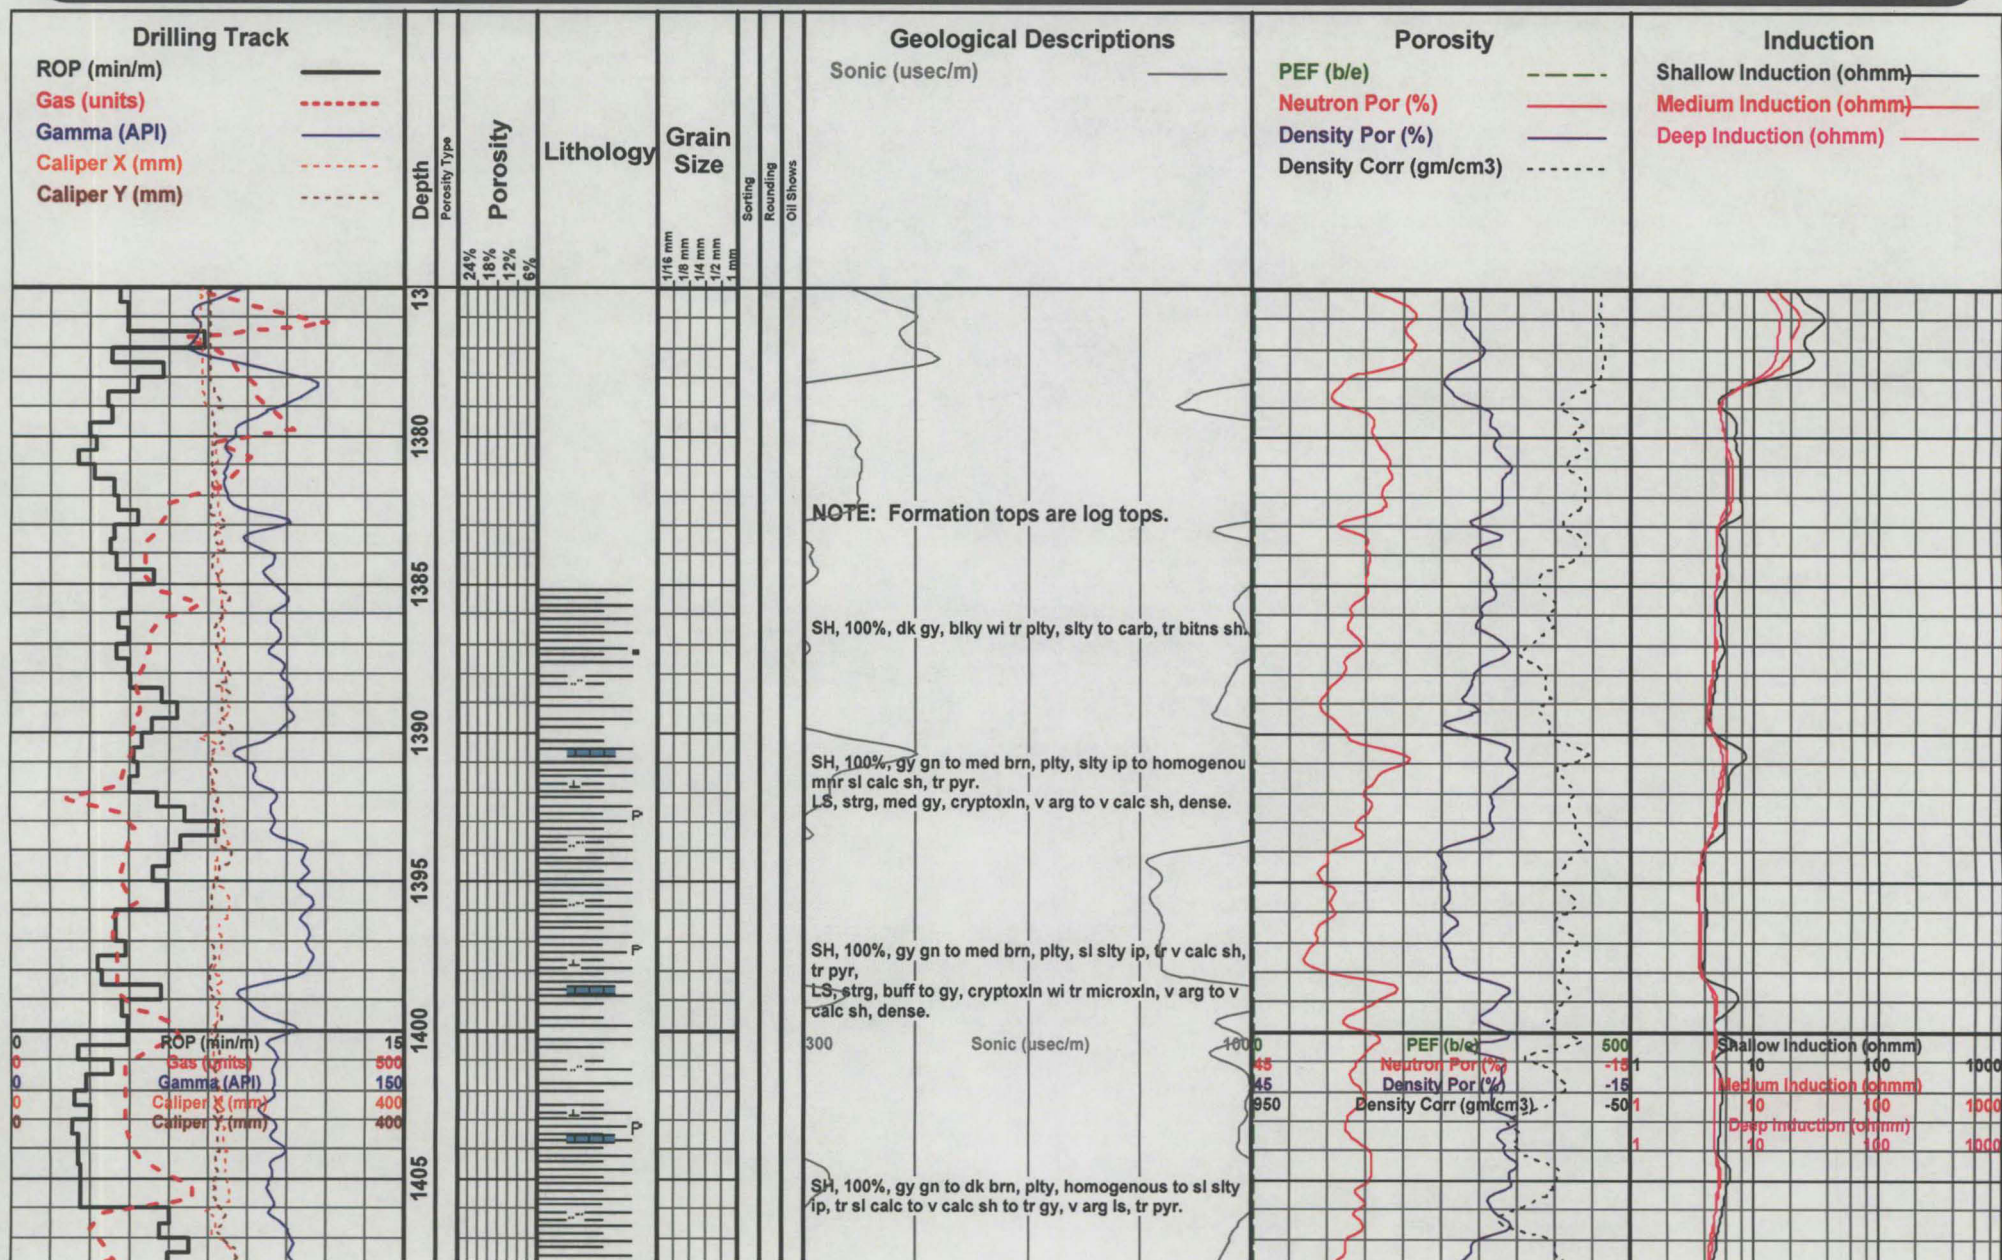 Drilling Track
ROP (min/m)
Gas (units)
Gamma (API)
Caliper X (mm)
Caliper Y (mm)
Depth
Porosity Type
Porosity
24%
18%
12%
6%
Lithology
Grain
Size
1/16 mm
1/8 mm
1/4 mm
1/2 mm
1 mm
Sorting
Rounding
Oil Shows
Geological Descriptions
Sonic (usec/m)
Porosity
PEF (b/e)
Neutron Por (%)
Density Por (%)
Density Corr (gm/cm3)
Induction
Shallow Induction (ohmm)
Medium Induction (ohmm)
Deep Induction (ohmm)
13
1380
NOTE: Formation tops are log tops.
1385
SH, 100%, dk gy, blky wi tr plty, slty to carb, tr bitns sh.
1390
SH, 100%, gy gn to med brn, plty, slty ip to homogenou
mnr sl calc sh, tr pyr.
LS, strg, med gy, cryptoxln, v arg to v calc sh, dense.
P
1395
SH, 100%, gy gn to med brn, plty, sl slty ip, tr v calc sh,
tr pyr,
P
LS, strg, buff to gy, cryptoxln wi tr microxln, v arg to v
calc sh, dense.
1400
0 ROP (min/m) 15
0 Gas (units) 500
0 Gamma (API) 150
0 Caliper X (mm) 400
0 Caliper Y (mm) 400
300 Sonic (usec/m) 100
0 PEF (b/e) 500
45 Neutron Por (%) -15
45 Density Por (%) -15
950 Density Corr (gm/cm3) -50
Shallow Induction (ohmm)
1 10 100 1000
Medium Induction (ohmm)
1 10 100 1000
Deep Induction (ohmm)
1 10 100 1000
P
1405
SH, 100%, gy gn to dk brn, plty, homogenous to sl slty
ip, tr sl calc to v calc sh to tr gy, v arg ls, tr pyr.